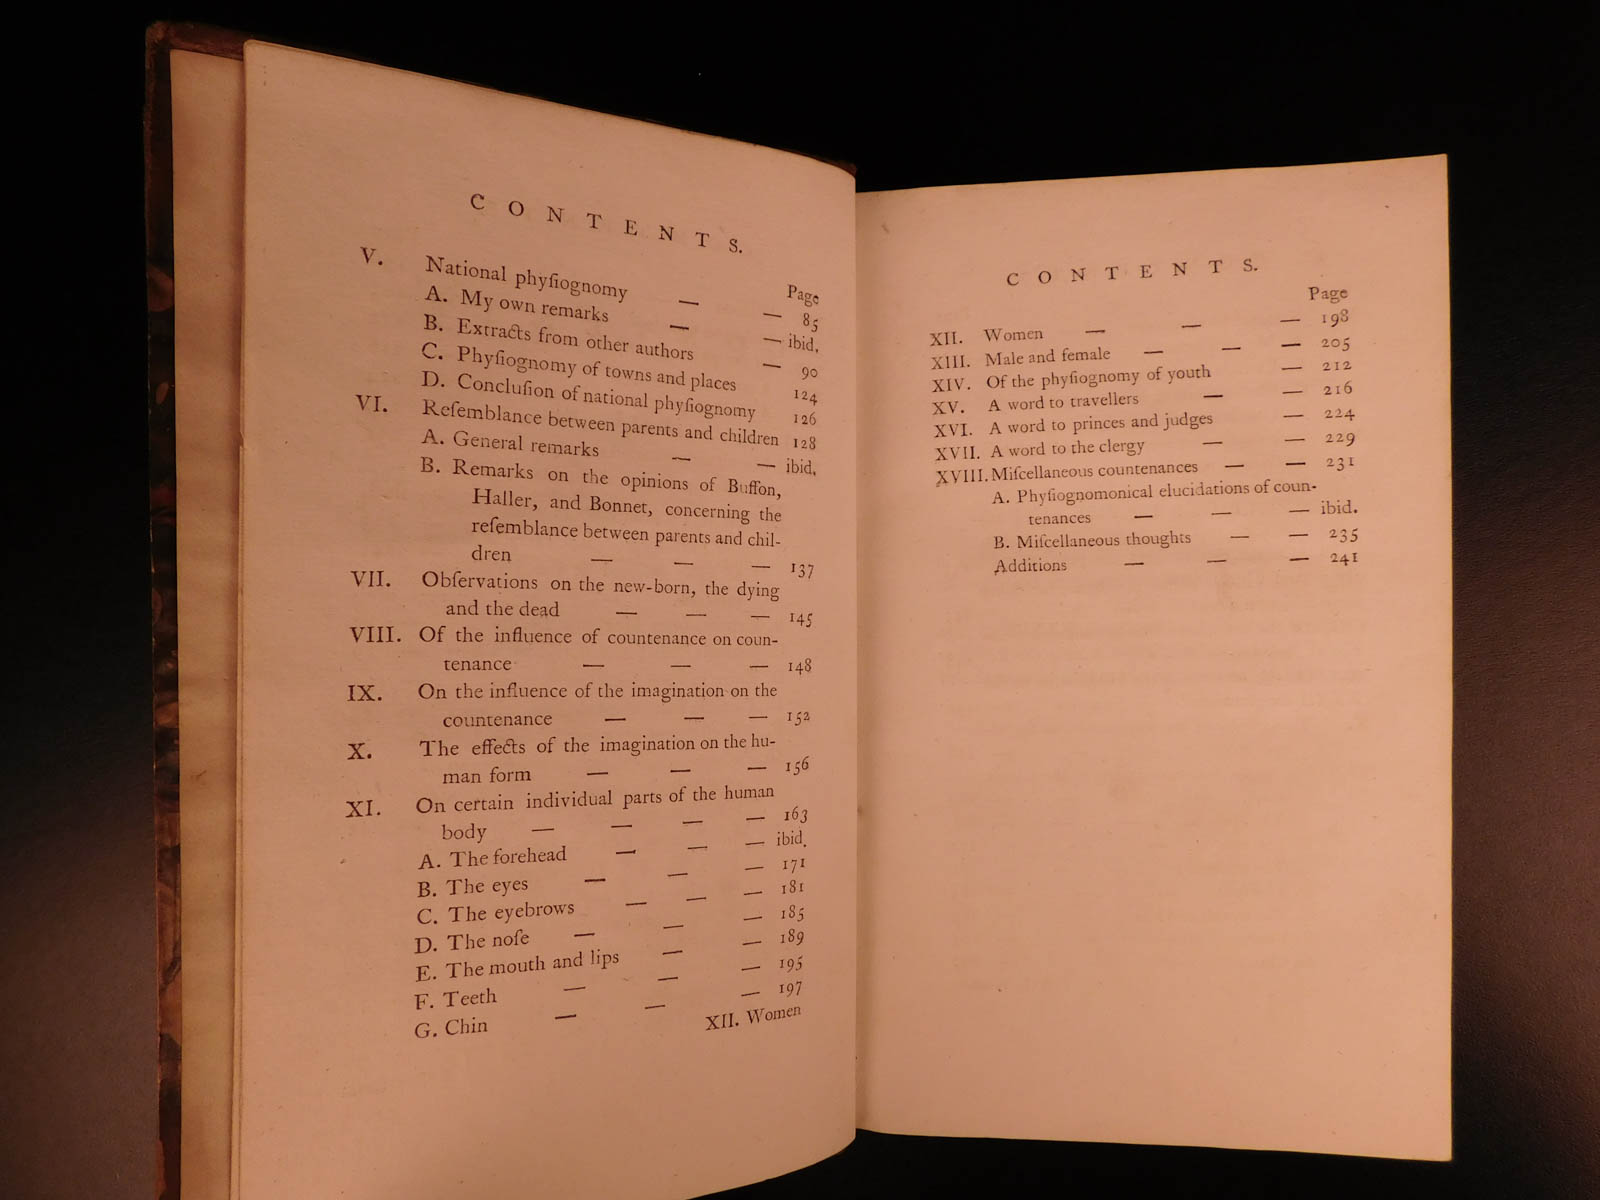 CONTENTS.
Page
V. National phyſiognomy — — 85
A. My own remarks — — ibid.
B. Extracts from other authors — 90
C. Phyſiognomy of towns and places 124
D. Concluſion of national phyſiognomy 126
VI. Reſemblance between parents and children 128
A. General remarks — — ibid.
B. Remarks on the opinions of Buffon,
Haller, and Bonnet, concerning the
reſemblance between parents and chil-
dren — — — 137
VII. Obſervations on the new-born, the dying
and the dead — — — 145
VIII. Of the influence of countenance on coun-
tenance — — — 148
IX. On the influence of the imagination on the
countenance — — — 152
X. The effects of the imagination on the hu-
man form — — — 156
XI. On certain individual parts of the human
body — — — — 163
A. The forehead — — — ibid.
B. The eyes — — — 171
C. The eyebrows — — — 181
D. The noſe — — — 185
E. The mouth and lips — — 189
F. Teeth — — — 195
G. Chin — — — 197
XII. Women
CONTENTS.
Page
XII. Women — — — 198
XIII. Male and female — — — 205
XIV. Of the phyſiognomy of youth — 212
XV. A word to travellers — — 216
XVI. A word to princes and judges — 224
XVII. A word to the clergy — — 229
XVIII. Miſcellaneous countenances — — 231
A. Phyſiognomonical elucidations of coun-
tenances — — — ibid.
B. Miſcellaneous thoughts — — 235
Additions — — — 241